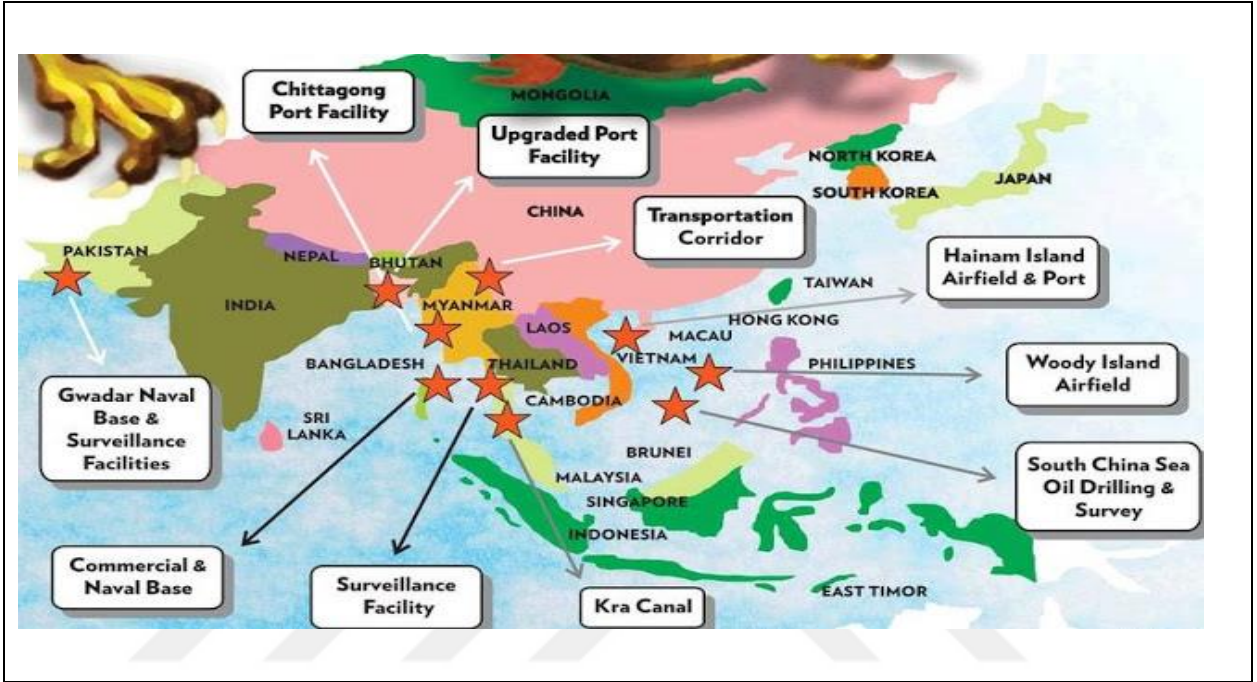 Chittagong
Port Facility
MONGOLIA
Upgraded Port
Facility
NORTH KOREA
SOUTH KOREA
JAPAN
CHINA
Transportation
Corridor
PAKISTAN
NEPAL
BHUTAN
Hainam Island
Airfield & Port
TAIWAN
INDIA
MYANMAR
LAOS
HONG KONG
MACAU
VIETNAM
BANGLADESH
THAILAND
PHILIPPINES
Woody Island
Airfield
Gwadar Naval
Base &
Surveillance
Facilities
SRI
LANKA
CAMBODIA
BRUNEI
MALAYSIA
SINGAPORE
INDONESIA
South China Sea
Oil Drilling &
Survey
Commercial &
Naval Base
Surveillance
Facility
Kra Canal
EAST TIMOR